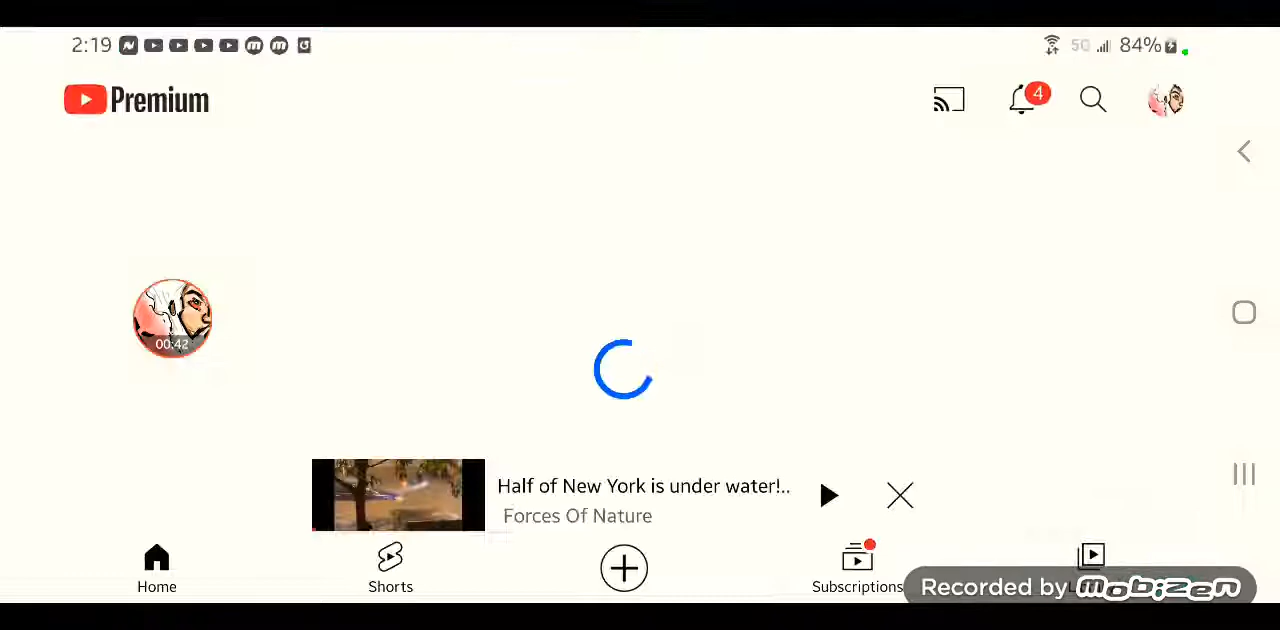 2:19
5G
84%
Premium
4
00:42
Half of New York is under water!..
Forces Of Nature
Home
Shorts
Subscriptions
Recorded by mobizen